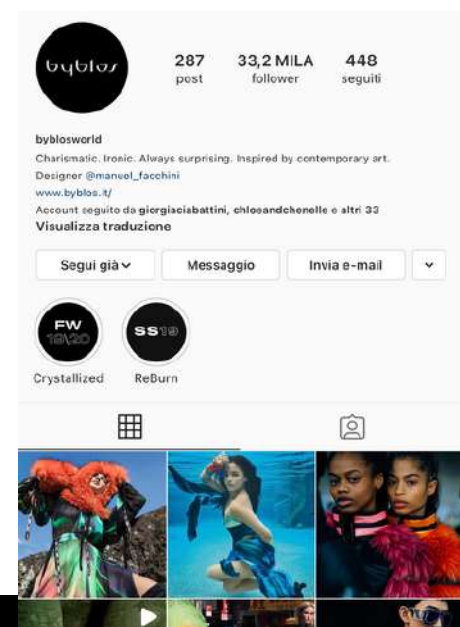 byblos
287 33,2 MILA 448
post follower seguiti
byblosworld
Charismatic. Ironic. Always surprising. Inspired by contemporary art.
Designer @manuel_facchini
www.byblos.it/
Account seguito da giorgiaciabattini, chloeandchenelle e altri 33
Visualizza traduzione
Segui già Messaggio Invia e-mail
FW
19\20
SS19
Crystallized ReBurn